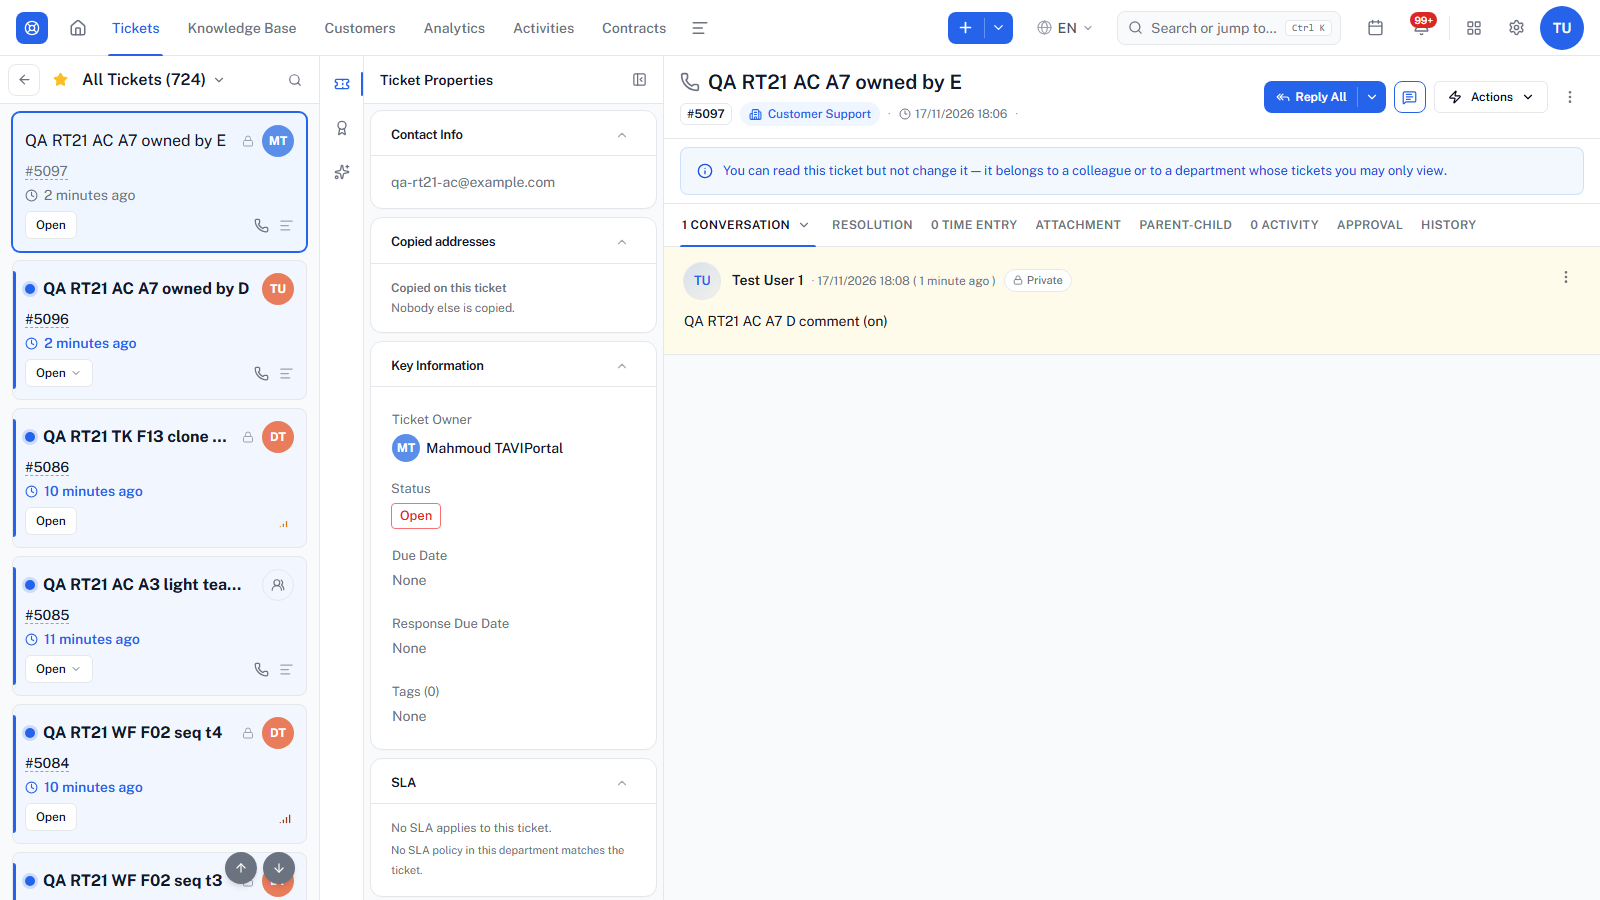 Tickets
Knowledge Base
Customers
Analytics
Activities
Contracts
EN
Search or jump to...
Ctrl K
99+
TU
All Tickets (724)
QA RT21 AC A7 owned by E
MT
#5097
2 minutes ago
Open
QA RT21 AC A7 owned by D
TU
#5096
2 minutes ago
Open
QA RT21 TK F13 clone ...
DT
#5086
10 minutes ago
Open
QA RT21 AC A3 light tea...
#5085
11 minutes ago
Open
QA RT21 WF F02 seq t4
DT
#5084
10 minutes ago
Open
QA RT21 WF F02 seq t3
Ticket Properties
Contact Info
qa-rt21-ac@example.com
Copied addresses
Copied on this ticket
Nobody else is copied.
Key Information
Ticket Owner
MT Mahmoud TAVIPortal
Status
Open
Due Date
None
Response Due Date
None
Tags (0)
None
SLA
No SLA applies to this ticket.
No SLA policy in this department matches the
ticket.
QA RT21 AC A7 owned by E
#5097 Customer Support · 17/11/2026 18:06 ·
Reply All
Actions
You can read this ticket but not change it — it belongs to a colleague or to a department whose tickets you may only view.
1 CONVERSATION
RESOLUTION
0 TIME ENTRY
ATTACHMENT
PARENT-CHILD
0 ACTIVITY
APPROVAL
HISTORY
TU Test User 1 · 17/11/2026 18:08 ( 1 minute ago ) Private
QA RT21 AC A7 D comment (on)